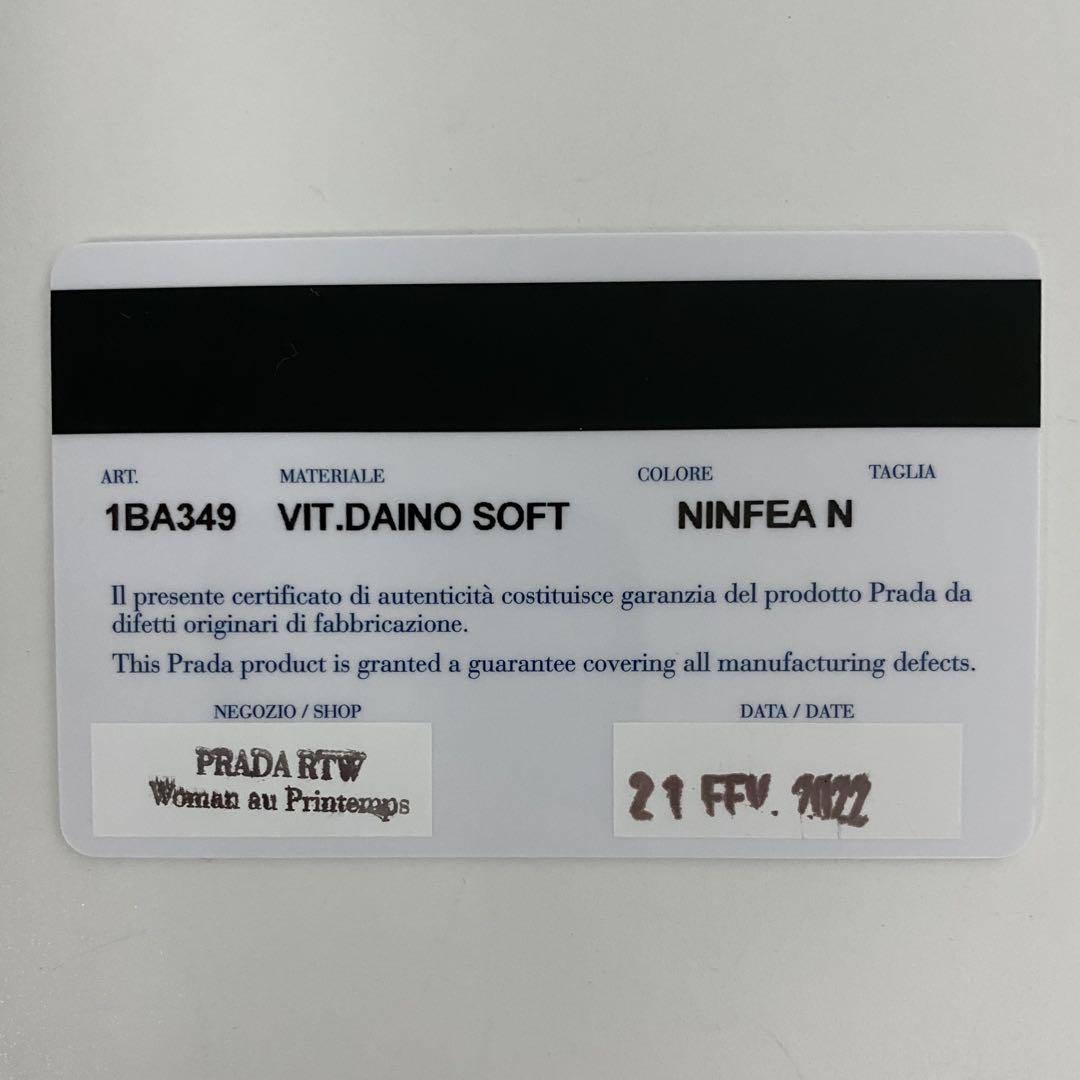 ART. MATERIALE COLORE TAGLIA
1BA349 VIT.DAINO SOFT NINFEA N
Il presente certificato di autenticità costituisce garanzia del prodotto Prada da
difetti originari di fabbricazione.
This Prada product is granted a guarantee covering all manufacturing defects.
NEGOZIO / SHOP DATA / DATE
PRADA RTW
Woman au Printemps
21 FEV. 2022